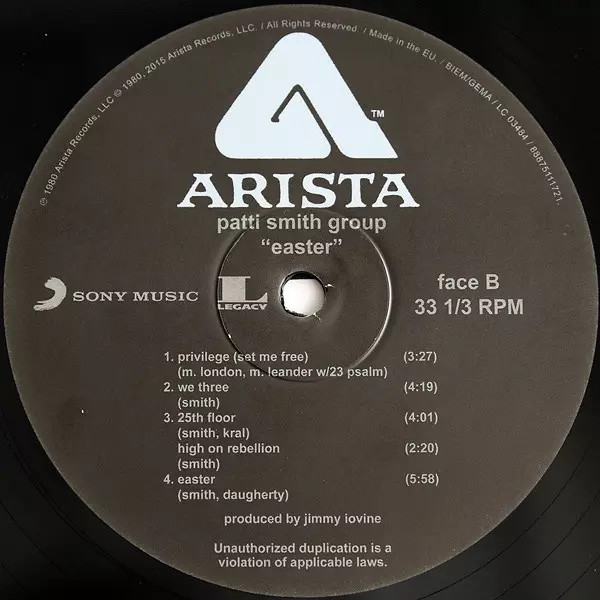 ℗ 1980 Arista Records, LLC © 1980, 2015 Arista Records, LLC. / All Rights Reserved / Made in the EU. / BIEM/GEMA / LC 03484 / 88875111721.
TM
ARISTA
patti smith group
“easter”
SONY MUSIC
L
LEGACY
face B
33 1/3 RPM
1. privilege (set me free) (3:27)
(m. london, m. leander w/23 psalm)
2. we three (4:19)
(smith)
3. 25th floor (4:01)
(smith, kral)
high on rebellion (2:20)
(smith)
4. easter (5:58)
(smith, daugherty)
produced by jimmy iovine
Unauthorized duplication is a
violation of applicable laws.